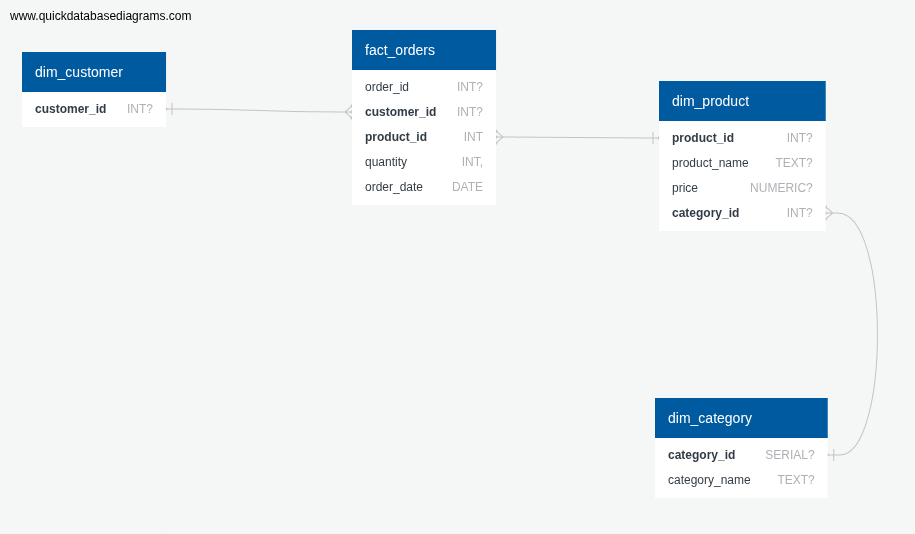 www.quickdatabasediagrams.com
dim_customer
customer_id INT?
fact_orders
order_id INT?
customer_id INT?
product_id INT
quantity INT,
order_date DATE
dim_product
product_id INT?
product_name TEXT?
price NUMERIC?
category_id INT?
dim_category
category_id SERIAL?
category_name TEXT?